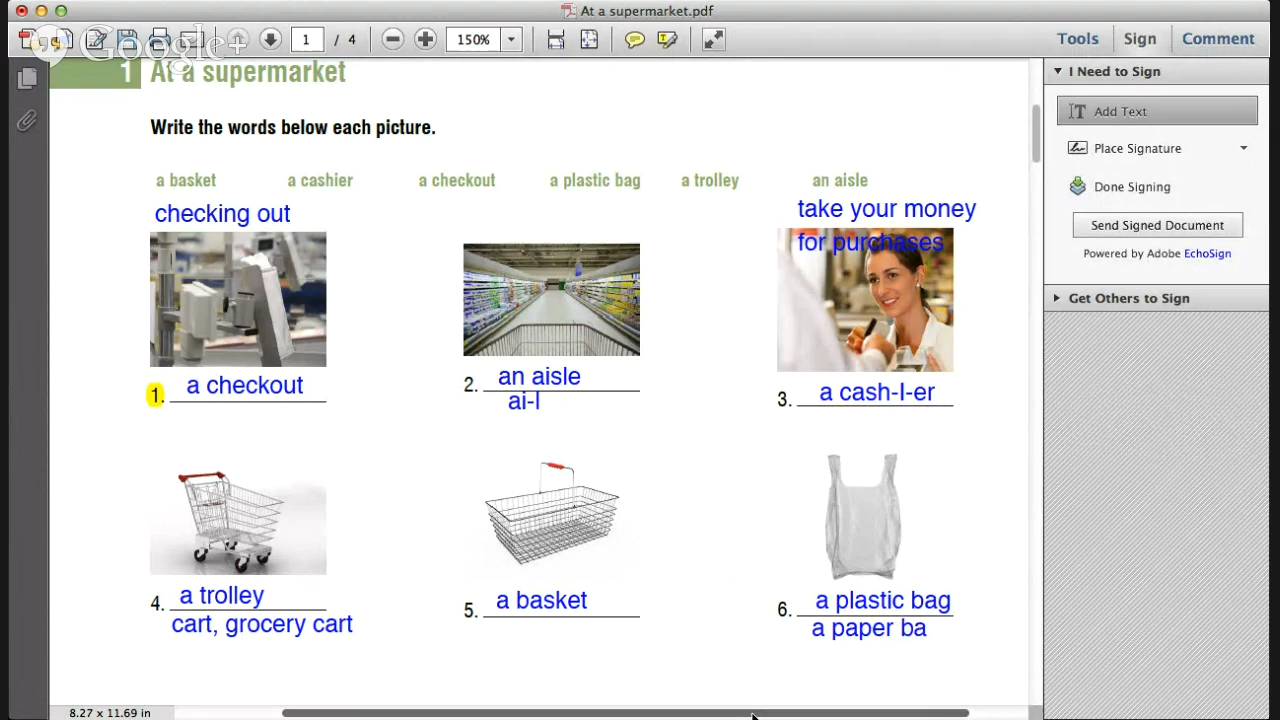 At a supermarket.pdf
Google+
1 / 4 150% Tools Sign Comment
1 At a supermarket
I Need to Sign
Add Text
Place Signature
Done Signing
Send Signed Document
Powered by Adobe EchoSign
Get Others to Sign
Write the words below each picture.
a basket a cashier a checkout a plastic bag a trolley an aisle
checking out
take your money
for purchases
1. a checkout
2. an aisle
ai-l
3. a cash-I-er
4. a trolley
cart, grocery cart
5. a basket
6. a plastic bag
a paper ba
8.27 x 11.69 in